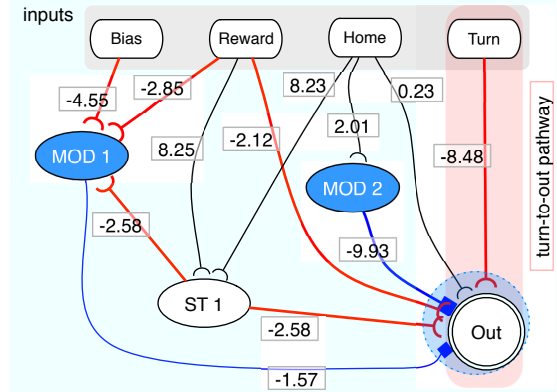 inputs
Bias
Reward
Home
Turn
-4.55
-2.85
8.23
0.23
8.25
-2.12
2.01
-8.48
MOD 1
MOD 2
-2.58
-9.93
ST 1
-2.58
Out
-1.57
turn-to-out pathway